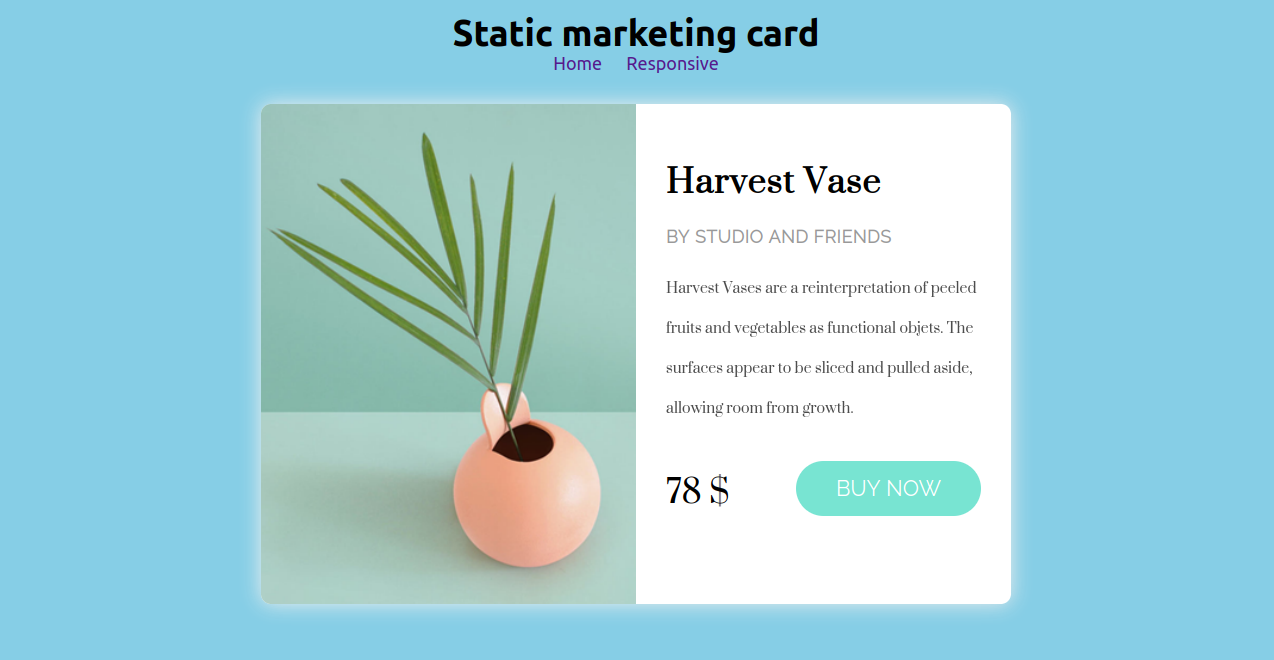 Static marketing card
Home Responsive
Harvest Vase
BY STUDIO AND FRIENDS
Harvest Vases are a reinterpretation of peeled
fruits and vegetables as functional objets. The
surfaces appear to be sliced and pulled aside,
allowing room from growth.
78 $ BUY NOW